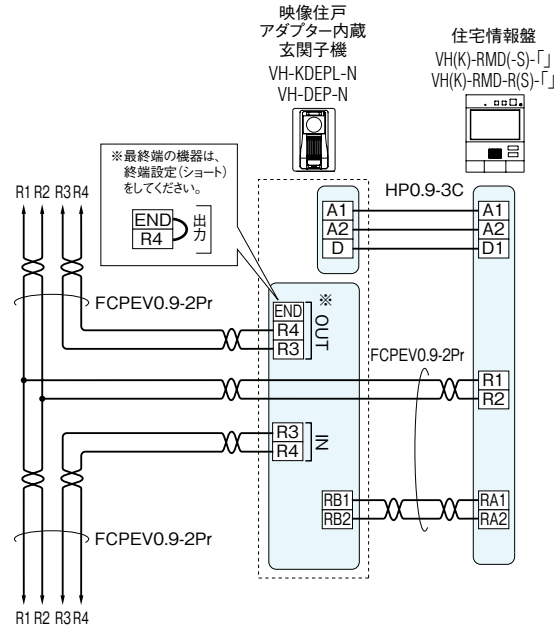 映像住戸
アダプター内蔵
玄関子機
VH-KDEPL-N
VH-DEP-N
住宅情報盤
VH(K)-RMD(-S)-「」
VH(K)-RMD-R(S)-「」
※最終端の機器は、
終端設定(ショート)
をしてください。
END
R4
出力
R1 R2 R3 R4
FCPEV0.9-2Pr
HP0.9-3C
A1
A2
D
A1
A2
D1
※
END
R4
R3
OUT
FCPEV0.9-2Pr
R1
R2
R3
R4
IN
RB1
RB2
RA1
RA2
FCPEV0.9-2Pr
R1 R2 R3 R4